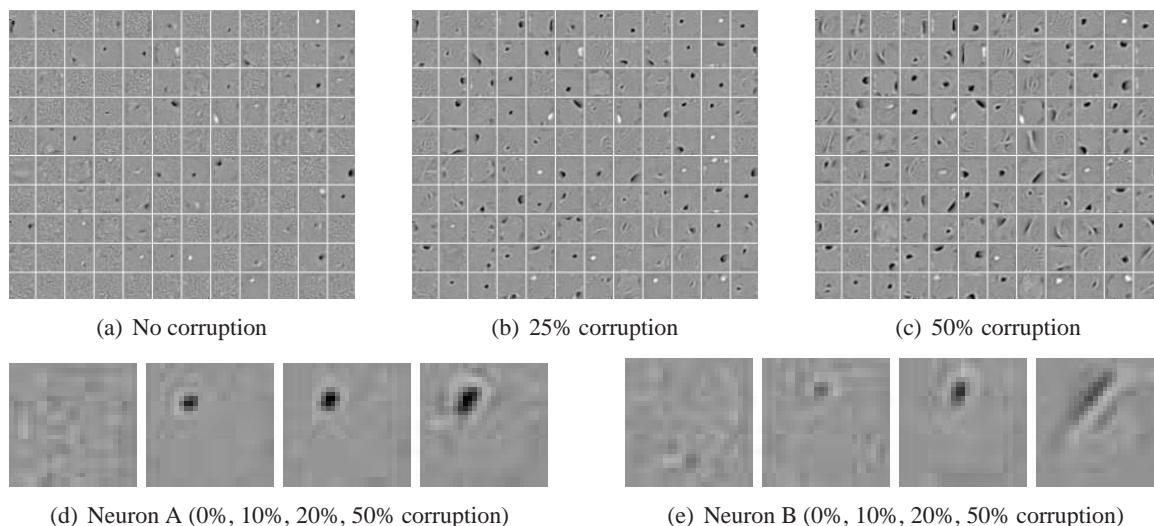 (a) No corruption
(b) 25% corruption
(c) 50% corruption
(d) Neuron A (0%, 10%, 20%, 50% corruption)
(e) Neuron B (0%, 10%, 20%, 50% corruption)